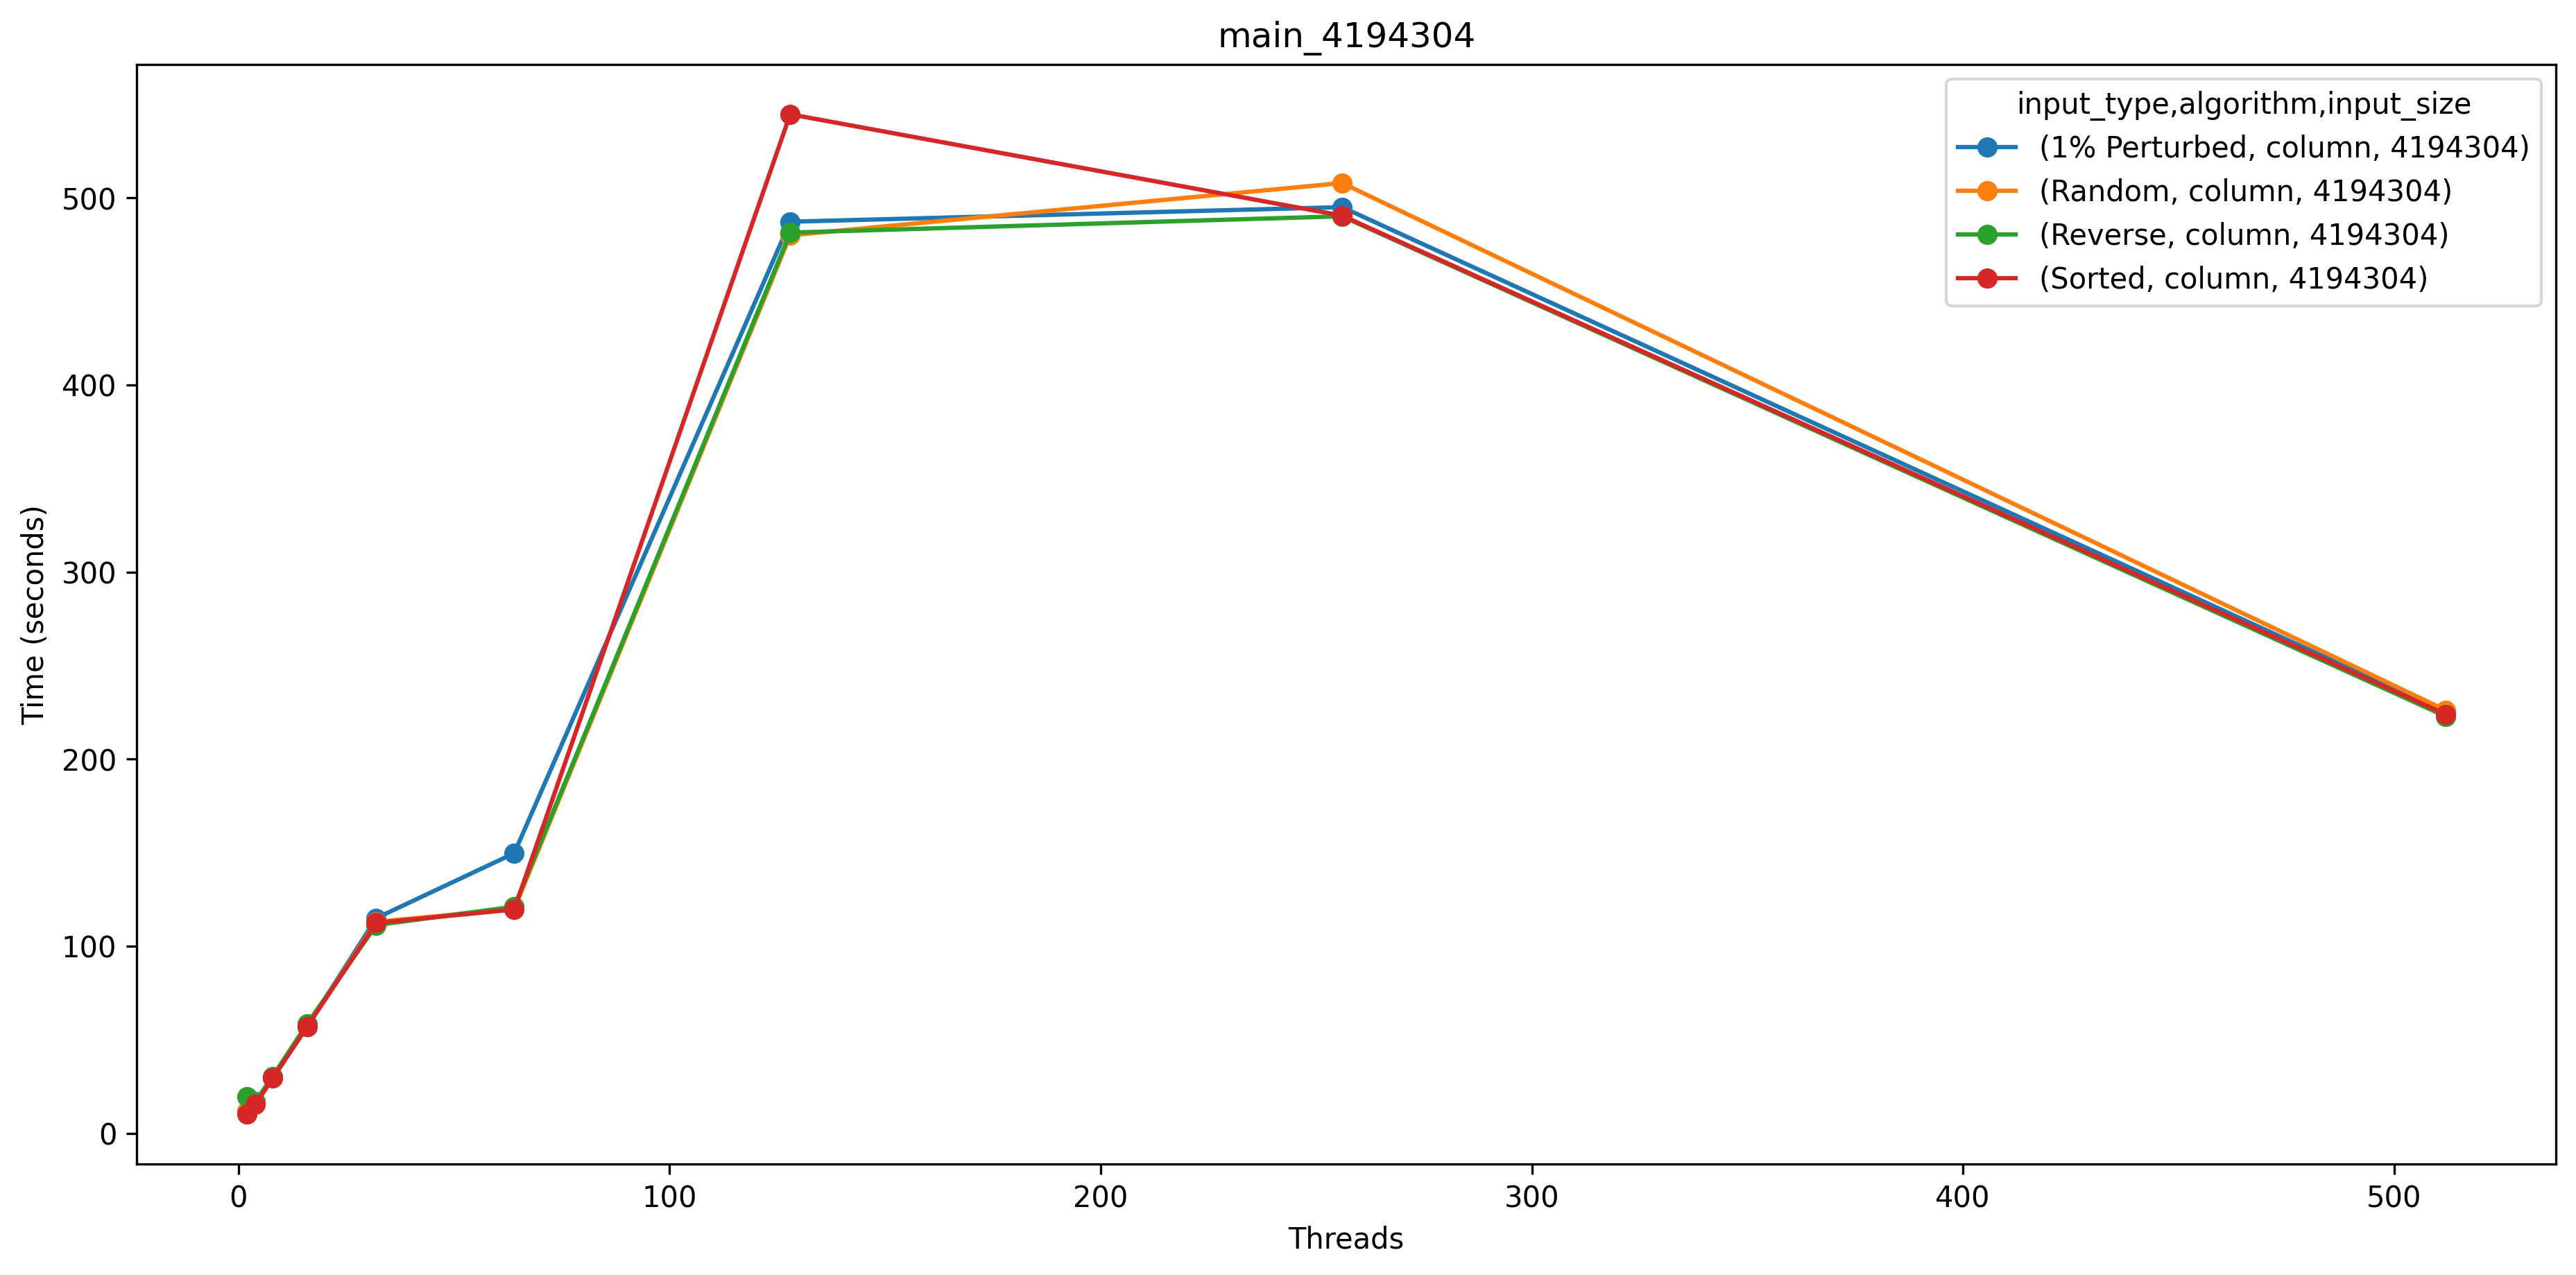 main_4194304
input_type,algorithm,input_size
(1% Perturbed, column, 4194304)
(Random, column, 4194304)
(Reverse, column, 4194304)
(Sorted, column, 4194304)
Time (seconds)
500
400
300
200
100
0
0 100 200 300 400 500
Threads